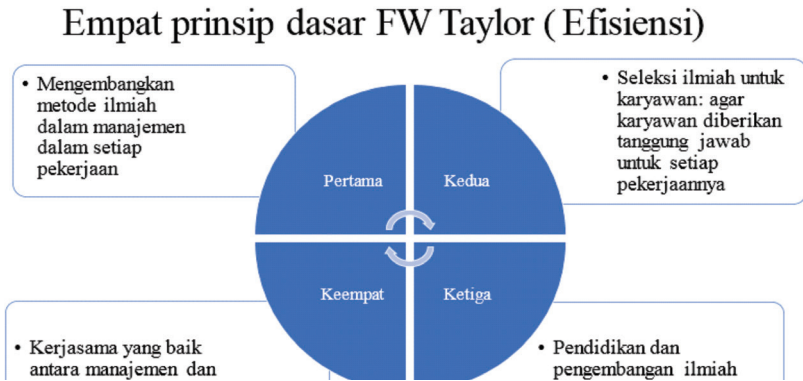 Empat prinsip dasar FW Taylor ( Efisiensi)
• Mengembangkan
metode ilmiah
dalam manajemen
dalam setiap
pekerjaan
• Seleksi ilmiah untuk
karyawan: agar
karyawan diberikan
tanggung jawab
untuk setiap
pekerjaannya
Pertama
Kedua
Keempat
Ketiga
• Kerjasama yang baik
antara manajemen dan
• Pendidikan dan
pengembangan ilmiah